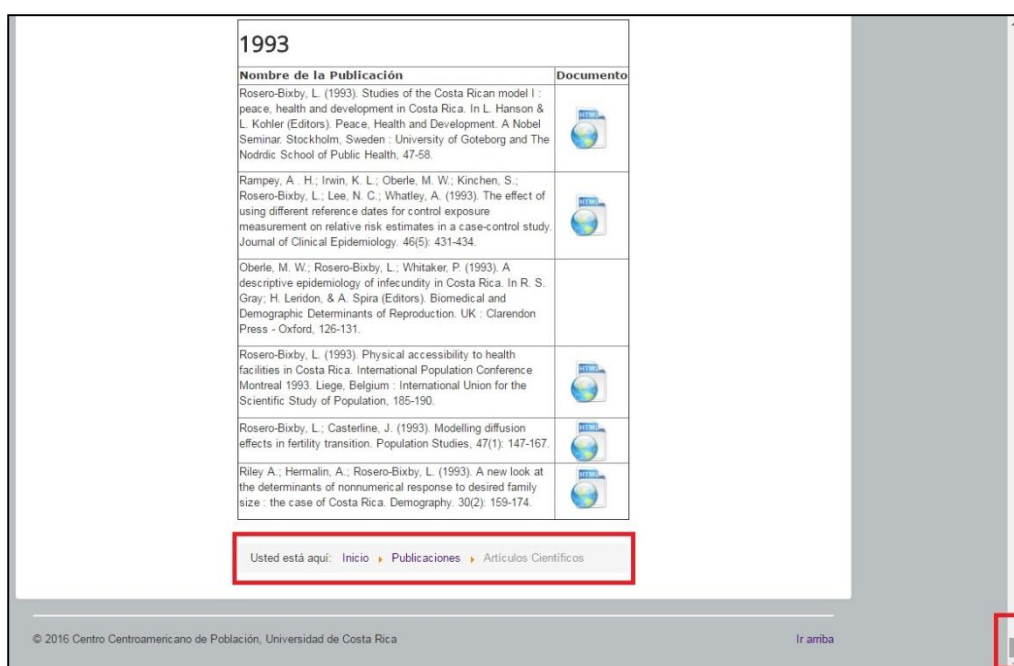 1993
Nombre de la Publicación Documento
Rosero-Bixby, L. (1993). Studies of the Costa Rican model I :
peace, health and development in Costa Rica. In L. Hanson &
L. Kohler (Editors). Peace, Health and Development. A Nobel
Seminar. Stockholm, Sweden : University of Goteborg and The
Nodrdic School of Public Health, 47-58.
HTML
Rampey, A . H.; Irwin, K. L.; Oberle, M. W.; Kinchen, S.;
Rosero-Bixby, L.; Lee, N. C.; Whatley, A. (1993). The effect of
using different reference dates for control exposure
measurement on relative risk estimates in a case-control study.
Journal of Clinical Epidemiology. 46(5): 431-434.
HTML
Oberle, M. W.; Rosero-Bixby, L.; Whitaker, P. (1993). A
descriptive epidemiology of infecundity in Costa Rica. In R. S.
Gray; H. Leridon, & A. Spira (Editors). Biomedical and
Demographic Determinants of Reproduction. UK : Clarendon
Press - Oxford, 126-131.
Rosero-Bixby, L. (1993). Physical accessibility to health
facilities in Costa Rica. International Population Conference
Montreal 1993. Liege, Belgium : International Union for the
Scientific Study of Population, 185-190.
HTML
Rosero-Bixby, L.; Casterline, J. (1993). Modelling diffusion
effects in fertility transition. Population Studies, 47(1): 147-167.
HTML
Riley A.; Hermalin, A.; Rosero-Bixby, L. (1993). A new look at
the determinants of nonnumerical response to desired family
size : the case of Costa Rica. Demography. 30(2): 159-174.
HTML
Usted está aquí: Inicio Publicaciones Artículos Científicos
© 2016 Centro Centroamericano de Población, Universidad de Costa Rica Ir arriba